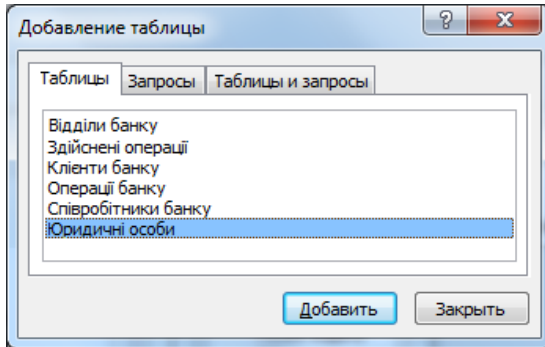 Добавление таблицы
?
Таблицы Запросы Таблицы и запросы
Відділи банку
Здійснені операції
Клієнти банку
Операції банку
Співробітники банку
Юридичні особи
Добавить Закрыть